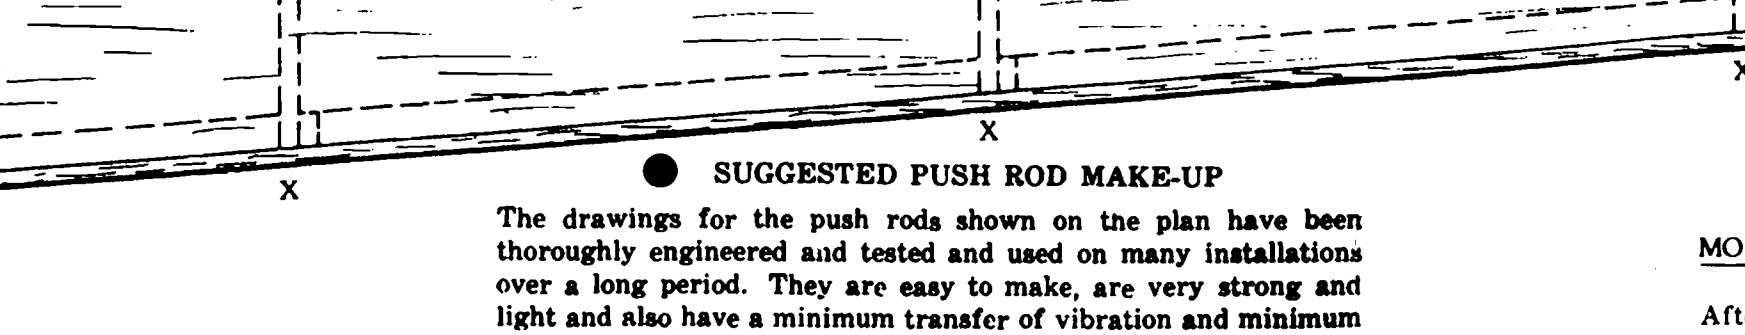 X
X
X
● SUGGESTED PUSH ROD MAKE-UP
The drawings for the push rods shown on the plan have been
thoroughly engineered and tested and used on many installations
over a long period. They are easy to make, are very strong and
light and also have a minimum transfer of vibration and minimum
MO
Aft